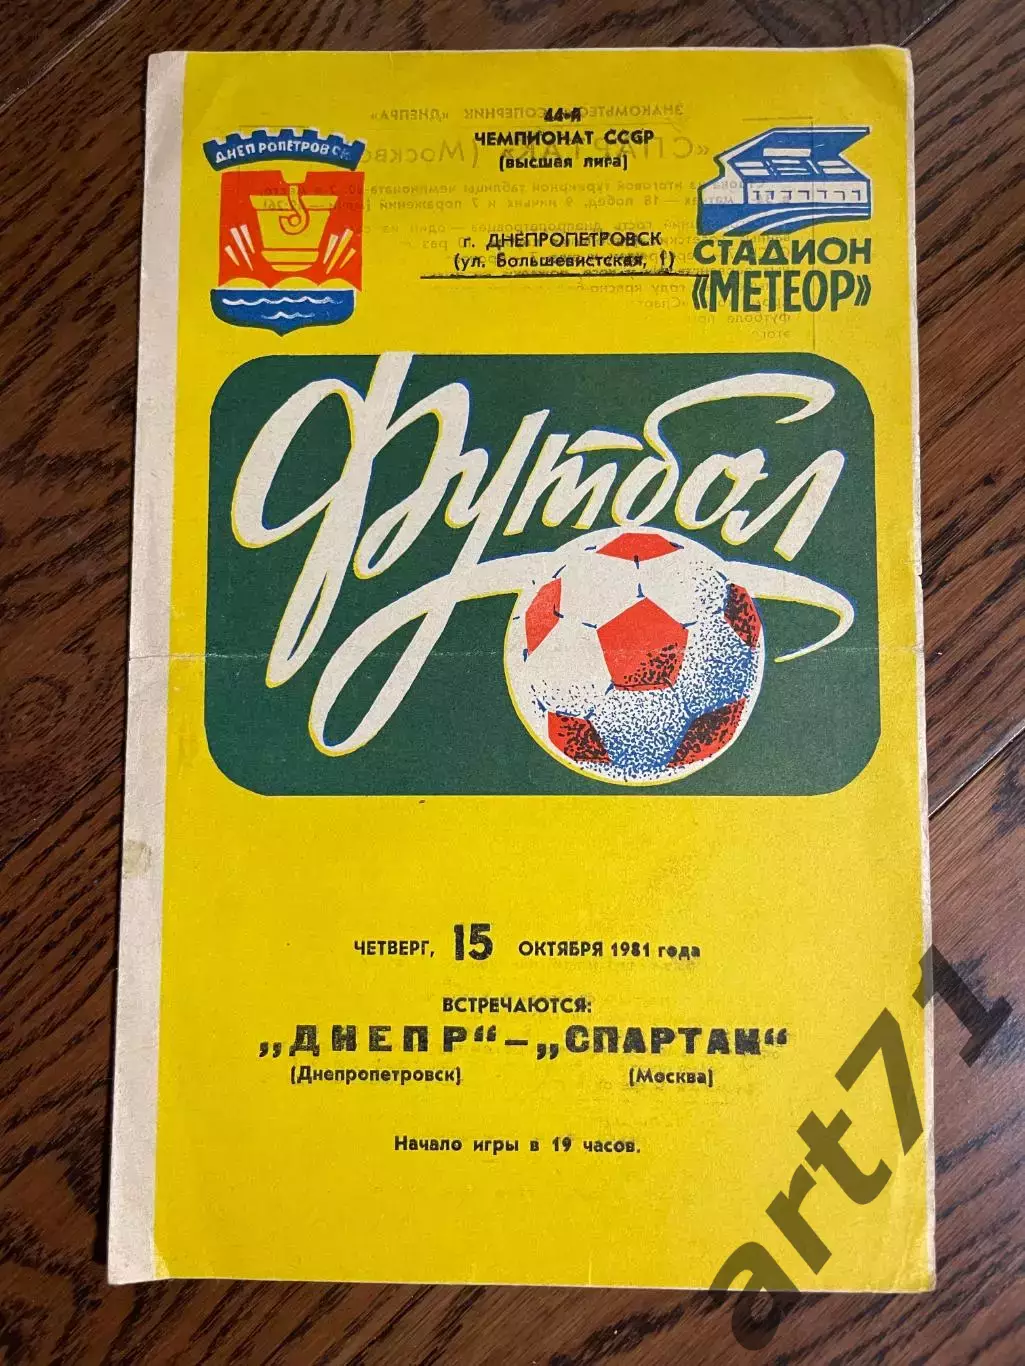 44-й
ЧЕМПИОНАТ СССР
(высшая лига)
ДНЕПРОПЕТРОВСК
г. ДНЕПРОПЕТРОВСК
(ул. Большевистская, 1)
СТАДИОН
"МЕТЕОР"
Футбол
ЧЕТВЕРГ, 15 ОКТЯБРЯ 1981 года
ВСТРЕЧАЮТСЯ:
„ДНЕПР“ – „СПАРТАК“
(Днепропетровск) (Москва)
Начало игры в 19 часов.
art71